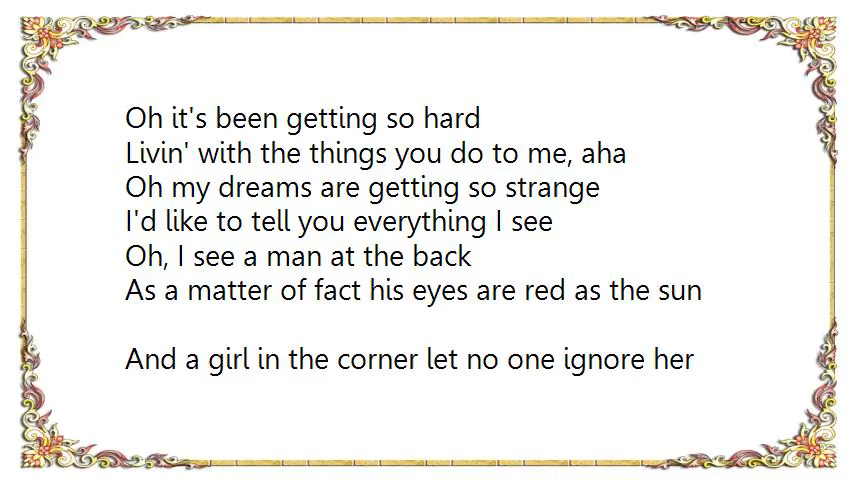 Oh it's been getting so hard
Livin' with the things you do to me, aha
Oh my dreams are getting so strange
I'd like to tell you everything I see
Oh, I see a man at the back
As a matter of fact his eyes are red as the sun
And a girl in the corner let no one ignore her